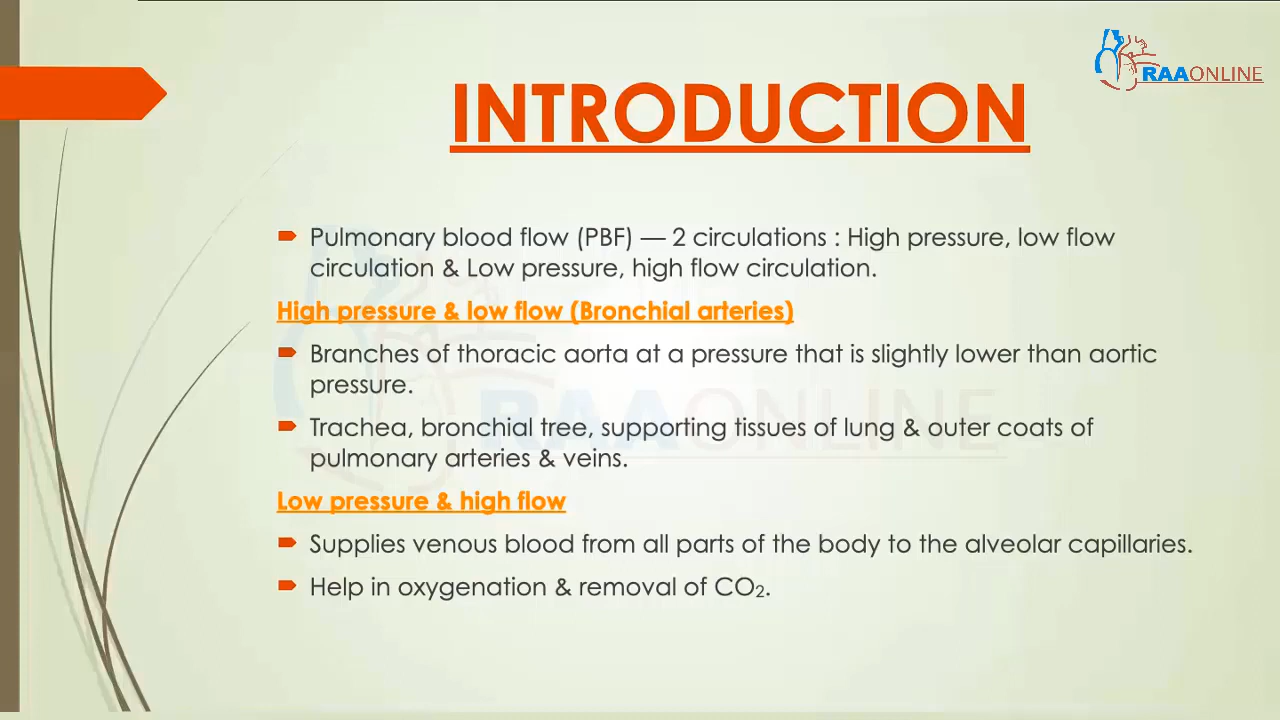 RAAONLINE
INTRODUCTION
Pulmonary blood flow (PBF) — 2 circulations : High pressure, low flow
circulation & Low pressure, high flow circulation.
High pressure & low flow (Bronchial arteries)
Branches of thoracic aorta at a pressure that is slightly lower than aortic
pressure.
Trachea, bronchial tree, supporting tissues of lung & outer coats of
pulmonary arteries & veins.
RAAONLINE
Low pressure & high flow
Supplies venous blood from all parts of the body to the alveolar capillaries.
Help in oxygenation & removal of CO₂.